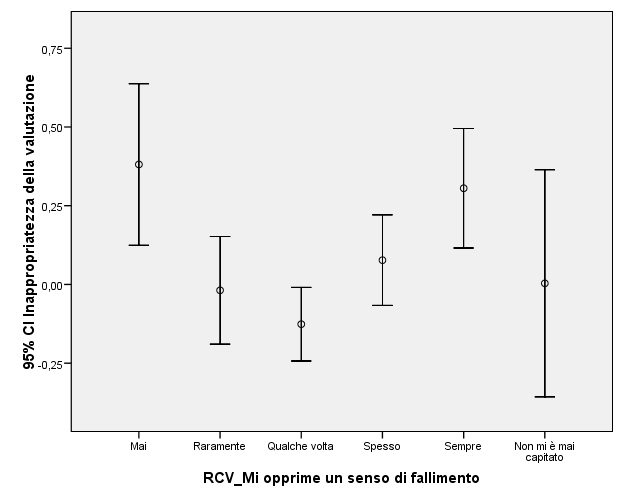 95% CI Inappropriatezza della valutazione
0,75
0,50
0,25
0,00
-0,25
Mai
Raramente
Qualche volta
Spesso
Sempre
Non mi è mai
capitato
RCV_Mi opprime un senso di fallimento